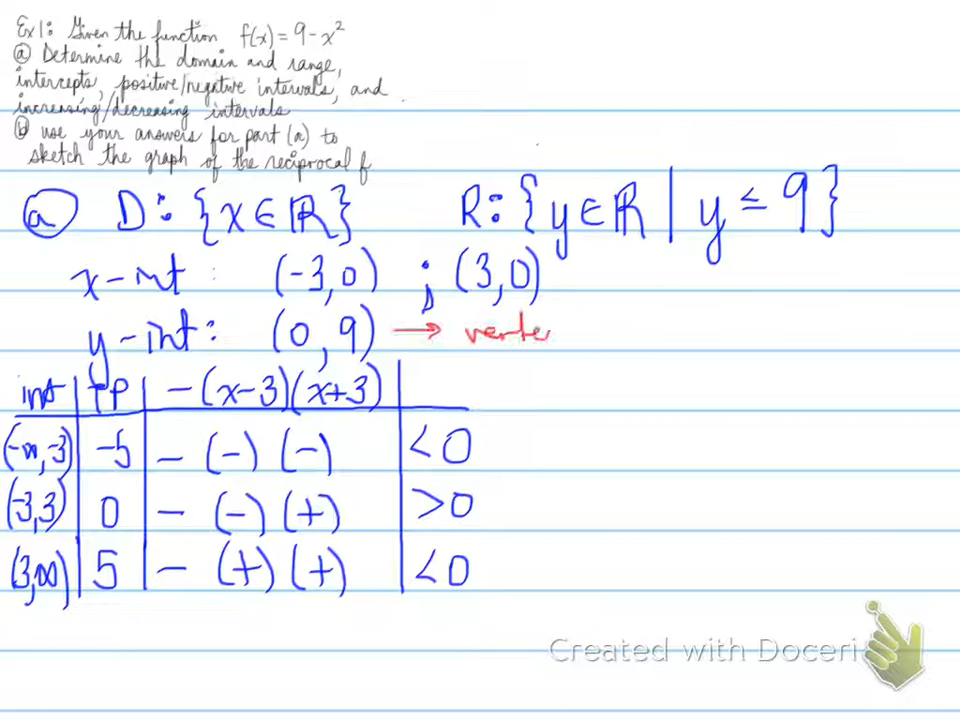 Ex1: Given the function f(x) = 9 - x²
ⓐ Determine the domain and range,
intercepts, positive/negative intervals, and
increasing/decreasing intervals
ⓑ use your answers for part (a) to
sketch the graph of the reciprocal f
ⓐ D: {x ∈ ℝ} R: {y ∈ ℝ | y ≤ 9}
x-int : (-3, 0) ; (3, 0)
y-int: (0, 9) → verte
int | TP | -(x-3)(x+3)
(-∞, -3) | -5 | - (-) (-) | < 0
(-3, 3) | 0 | - (-) (+) | > 0
(3, ∞) | 5 | - (+) (+) | < 0
Created with Doceri